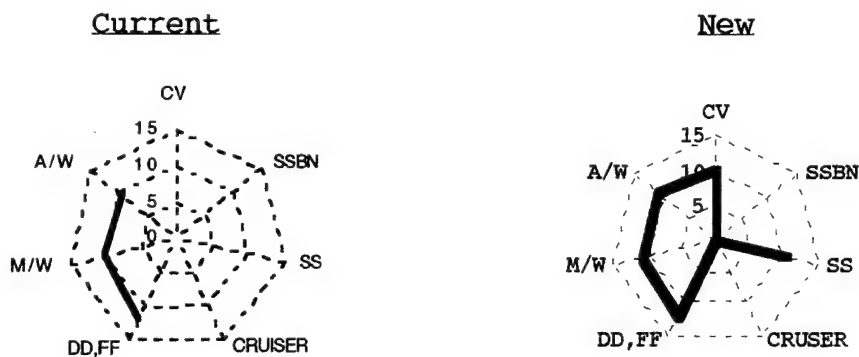 Current
CV
15
10
5
0
A/W
SSBN
M/W
SS
DD,FF
CRUISER
New
CV
15
10
5
A/W
SSBN
M/W
SS
DD,FF
CRUSER